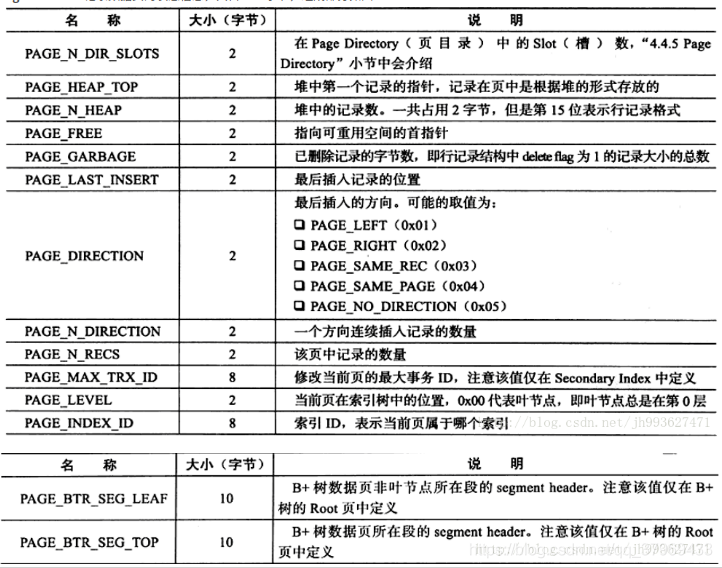 名 称 大小（字节） 说 明
PAGE_N_DIR_SLOTS 2 在 Page Directory（页目录）中的 Slot（槽）数，“4.4.5 Page
Directory”小节中会介绍
PAGE_HEAP_TOP 2 堆中第一个记录的指针，记录在页中是根据堆的形式存放的
PAGE_N_HEAP 2 堆中的记录数。一共占用 2 字节，但是第 15 位表示行记录格式
PAGE_FREE 2 指向可重用空间的首指针
PAGE_GARBAGE 2 已删除记录的字节数，即行记录结构中 delete flag 为 1 的记录大小的总数
PAGE_LAST_INSERT 2 最后插入记录的位置
最后插入的方向。可能的取值为：
❑ PAGE_LEFT（0x01）
❑ PAGE_RIGHT（0x02）
PAGE_DIRECTION 2 ❑ PAGE_SAME_REC（0x03）
❑ PAGE_SAME_PAGE（0x04）
❑ PAGE_NO_DIRECTION（0x05）
PAGE_N_DIRECTION 2 一个方向连续插入记录的数量
PAGE_N_RECS 2 该页中记录的数量
PAGE_MAX_TRX_ID 8 修改当前页的最大事务 ID，注意该值仅在 Secondary Index 中定义
PAGE_LEVEL 2 当前页在索引树中的位置，0x00 代表叶节点，即叶节点总是在第 0 层
PAGE_INDEX_ID 8 索引 ID，表示当前页属于哪个索引
://blog.csdn.net/jh993627471
名 称 大小（字节） 说 明
PAGE_BTR_SEG_LEAF 10 B+ 树数据页非叶节点所在段的 segment header。注意该值仅在 B+
树的 Root 页中定义
PAGE_BTR_SEG_TOP 10 B+ 树数据页所在段的 segment header。注意该值仅在 B+ 树的 Root
页中定义